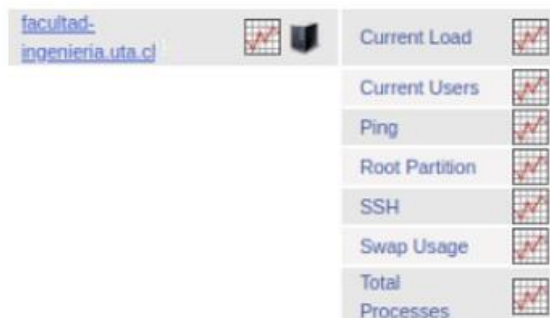 facultad-
ingenieria.uta.cl
Current Load
Current Users
Ping
Root Partition
SSH
Swap Usage
Total
Processes